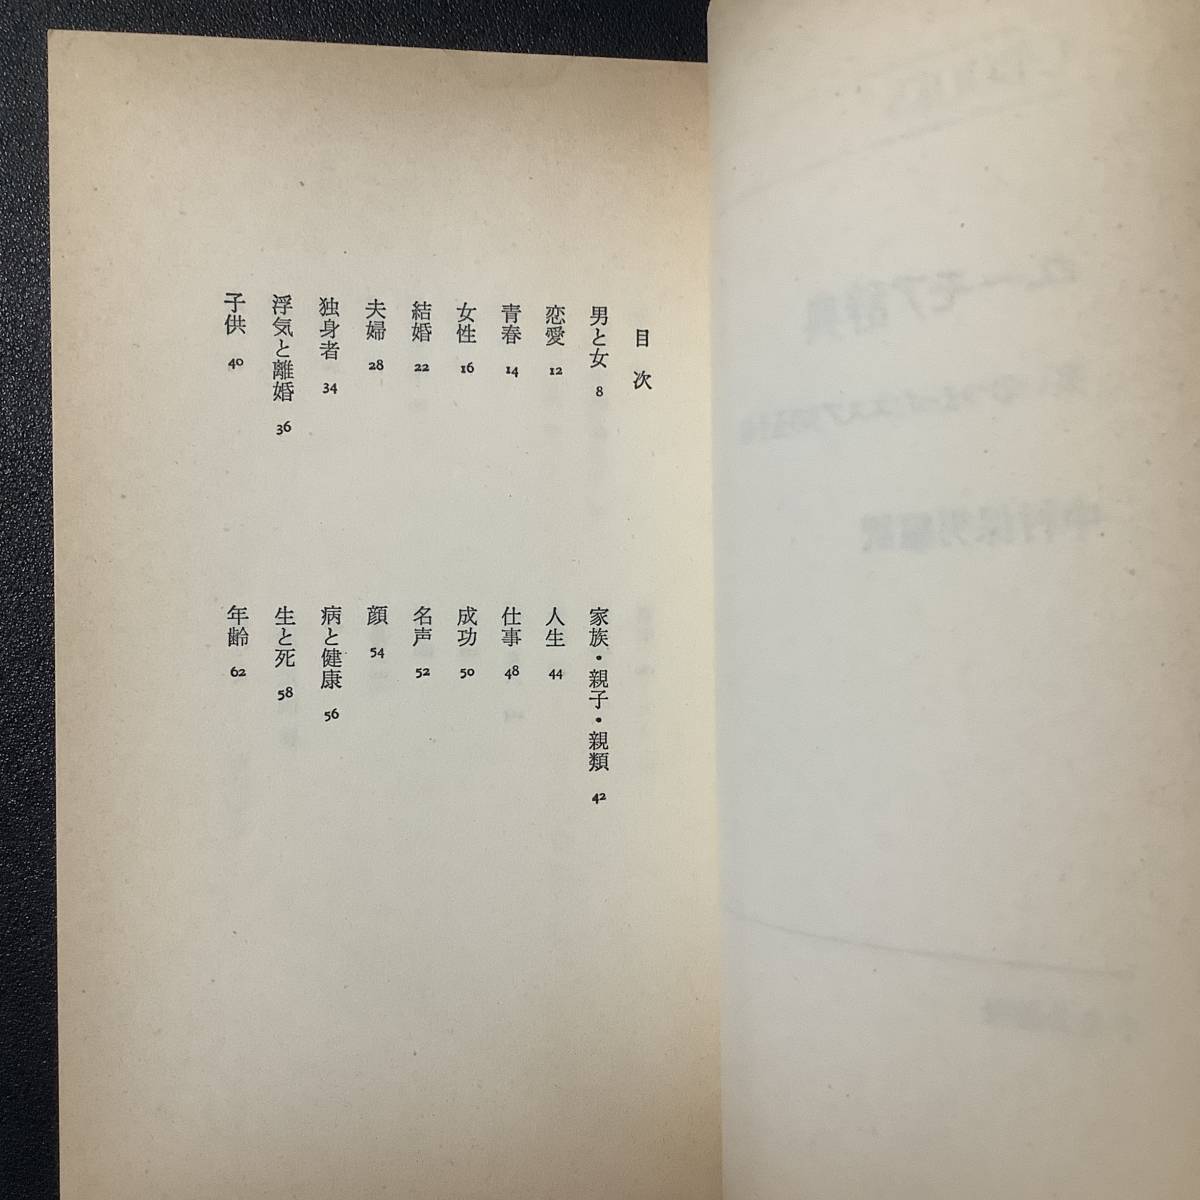 目次
男と女 8
恋愛 12
青春 14
女性 16
結婚 22
夫婦 28
独身者 34
浮気と離婚 36
子供 40
家族・親子・親類 42
人生 44
仕事 48
成功 50
名声 52
顔 54
病と健康 56
生と死 58
年齢 62